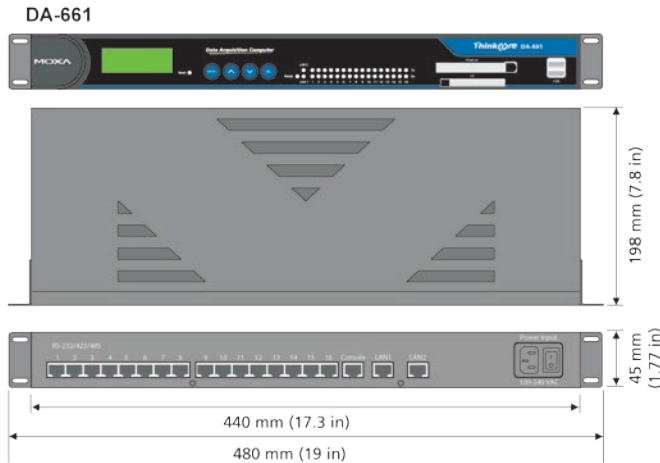 DA-661
MOXA
Data Acquisition Computer
ThinkCore DA-661
198 mm (7.8 in)
RS-232/422/485
1 2 3 4 5 6 7 8 9 10 11 12 13 14 15 16 Console LAN1 LAN2
Power Input
100-240 VAC
45 mm
(1.77 in)
440 mm (17.3 in)
480 mm (19 in)